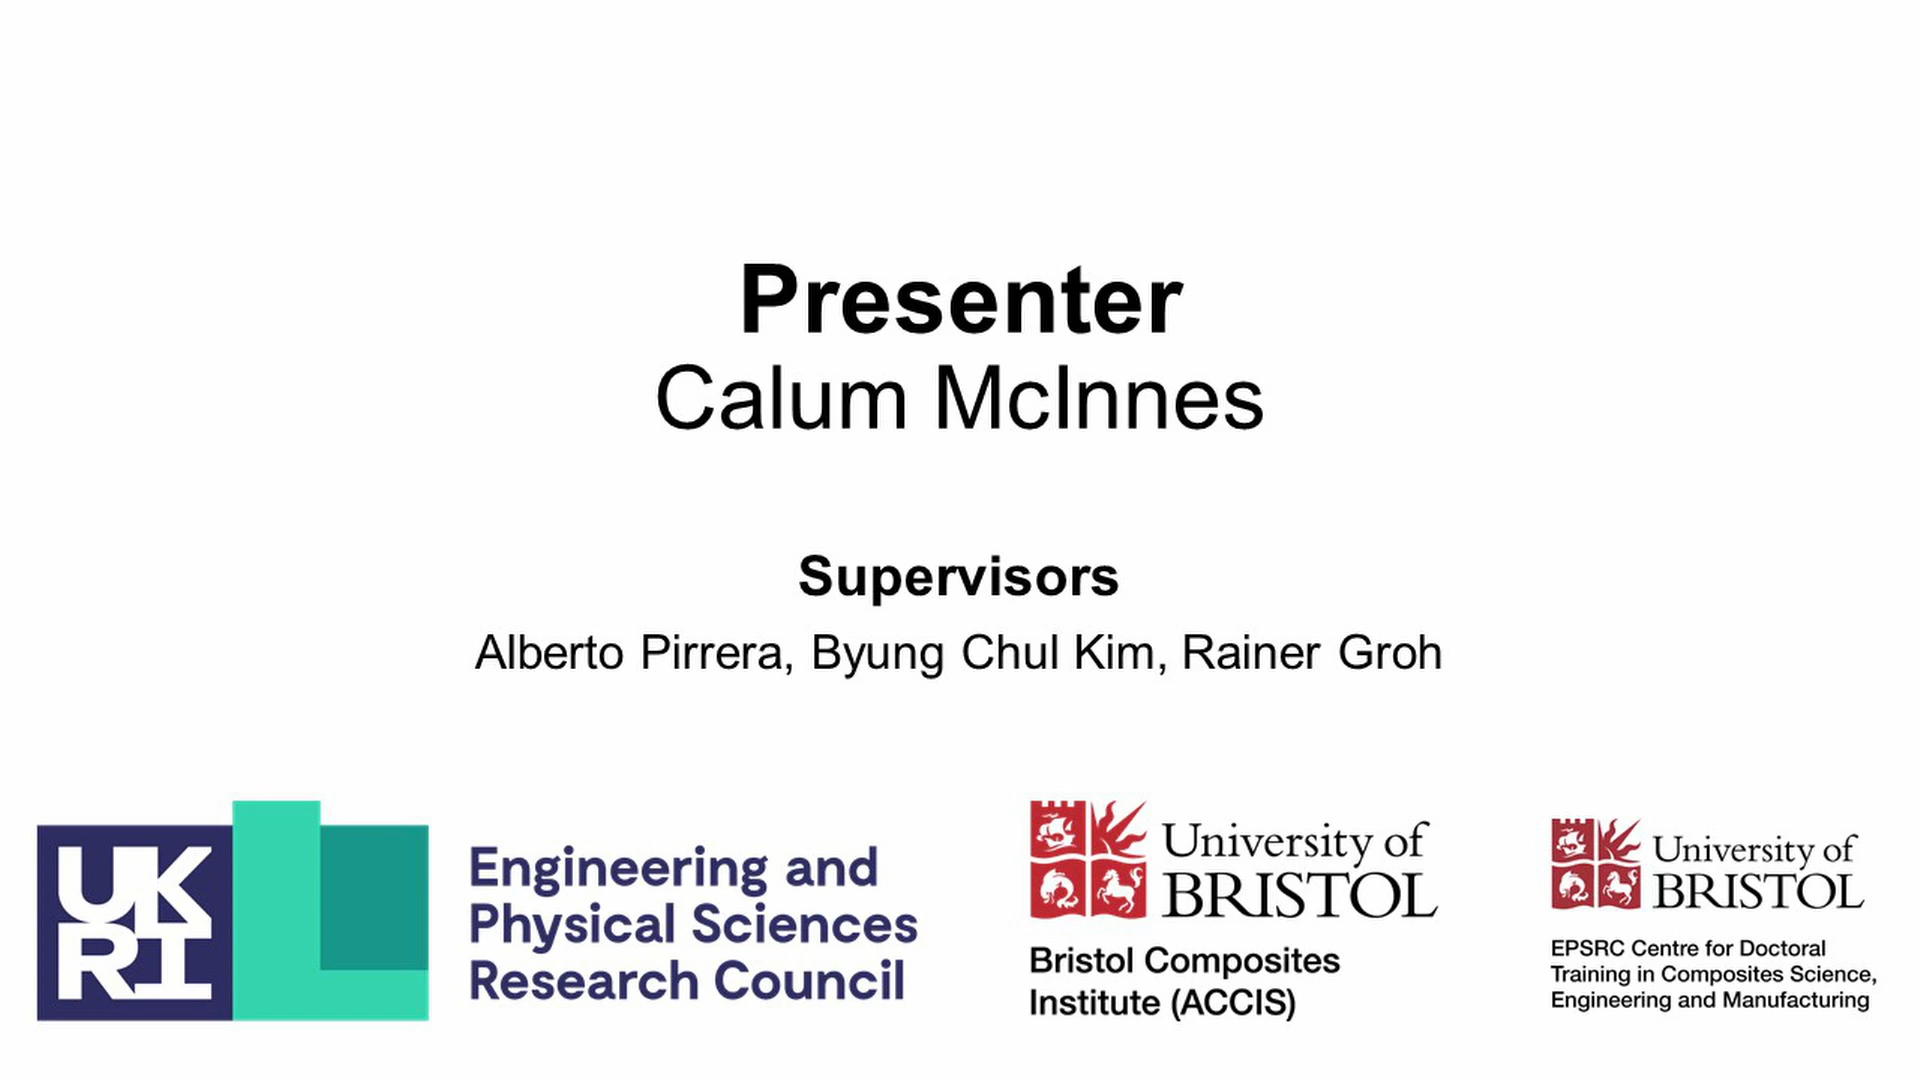 Presenter
Calum McInnes
Supervisors
Alberto Pirrera, Byung Chul Kim, Rainer Groh
UK
RI
Engineering and
Physical Sciences
Research Council
University of
BRISTOL
Bristol Composites
Institute (ACCIS)
University of
BRISTOL
EPSRC Centre for Doctoral
Training in Composites Science,
Engineering and Manufacturing